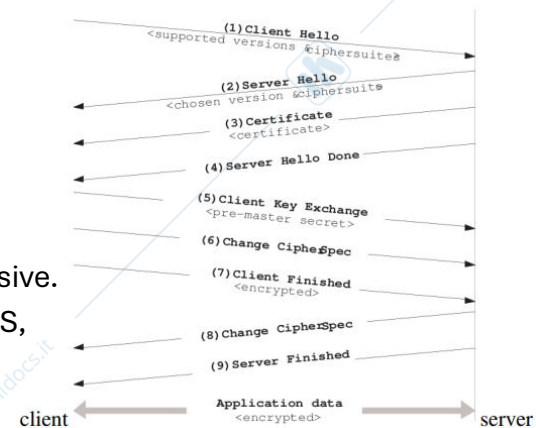 (1)Client Hello
<supported versions &ciphersuites>
(2)Server Hello
<chosen version &ciphersuite>
(3)Certificate
<certificate>
(4)Server Hello Done
(5)Client Key Exchange
<pre-master secret>
(6)Change CipherSpec
sive.
(7)Client Finished
<encrypted>
S,
(8)Change CipherSpec
(9)Server Finished
Application data
<encrypted>
client
server